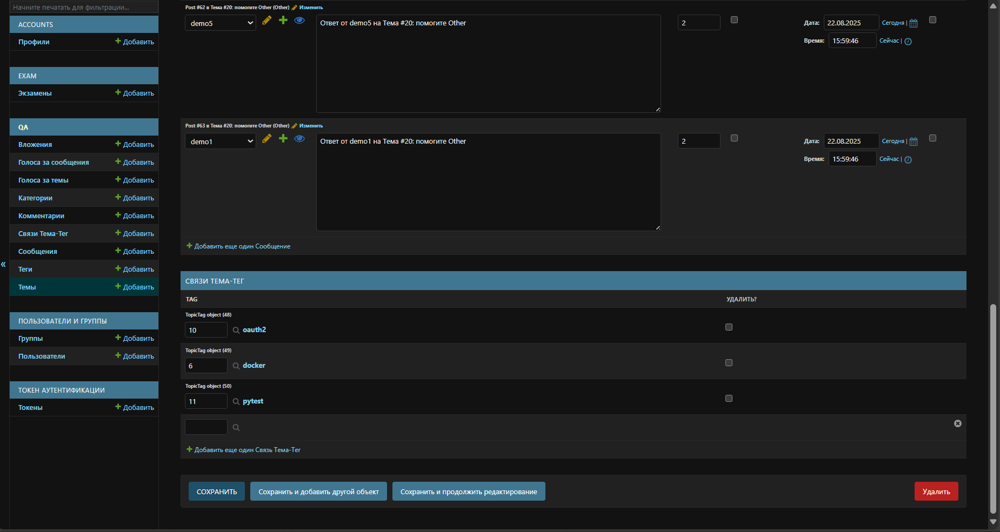 Начните печатать для фильтрации...
ACCOUNTS
Профили Добавить
EXAM
Экзамены Добавить
QA
Вложения Добавить
Голоса за сообщения Добавить
Голоса за темы Добавить
Категории Добавить
Комментарии Добавить
Связи Тема-Тег Добавить
Сообщения Добавить
Теги Добавить
Темы Добавить
ПОЛЬЗОВАТЕЛИ И ГРУППЫ
Группы Добавить
Пользователи Добавить
ТОКЕН АУТЕНТИФИКАЦИИ
Токены Добавить
«
Post #62 в Тема #20: помогите Other (Other) Изменить
demo5 Ответ от demo5 на Тема #20: помогите Other 2 Дата: 22.08.2025 Сегодня |
Время: 15:59:46 Сейчас |
Post #63 в Тема #20: помогите Other (Other) Изменить
demo1 Ответ от demo1 на Тема #20: помогите Other 2 Дата: 22.08.2025 Сегодня |
Время: 15:59:46 Сейчас |
Добавить еще один Сообщение
СВЯЗИ ТЕМА-ТЕГ
TAG УДАЛИТЬ?
TopicTag object (48)
10 oauth2
TopicTag object (49)
6 docker
TopicTag object (50)
11 pytest
Добавить еще один Связь Тема-Тег
СОХРАНИТЬ Сохранить и добавить другой объект Сохранить и продолжить редактирование Удалить